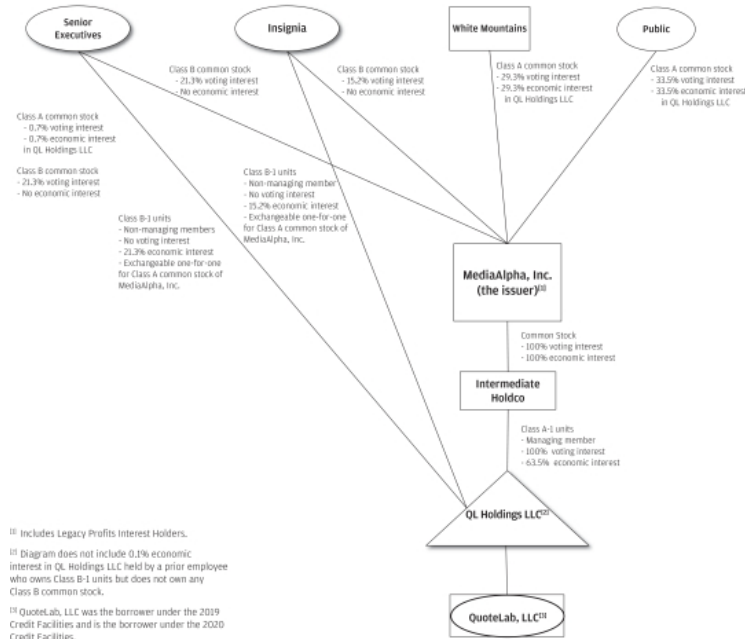 Senior
Executives
Insignia
White Mountains
Public
Class B common stock
- 21.3% voting interest
- No economic interest
Class B common stock
- 15.2% voting interest
- No economic interest
Class A common stock
- 29.3% voting interest
- 29.3% economic interest
in QL Holdings LLC
Class A common stock
- 33.5% voting interest
- 33.5% economic interest
in QL Holdings LLC
Class A common stock
- 0.7% voting interest
- 0.7% economic interest
in QL Holdings LLC
Class B common stock
- 21.3% voting interest
- No economic interest
Class B-1 units
- Non-managing member
- No voting interest
- 15.2% economic interest
- Exchangeable one-for-one
for Class A common stock of
MediaAlpha, Inc.
Class B-1 units
- Non-managing members
- No voting interest
- 21.3% economic interest
- Exchangeable one-for-one
for Class A common stock of
MediaAlpha, Inc.
MediaAlpha, Inc.
(the issuer)[1]
Common Stock
- 100% voting interest
- 100% economic interest
Intermediate
Holdco
Class A-1 units
- Managing member
- 100% voting interest
- 63.5% economic interest
QL Holdings LLC[2]
QuoteLab, LLC[3]
[1] Includes Legacy Profits Interest Holders.
[2] Diagram does not include 0.1% economic
interest in QL Holdings LLC held by a prior employee
who owns Class B-1 units but does not own any
Class B common stock.
[3] QuoteLab, LLC was the borrower under the 2019
Credit Facilities and is the borrower under the 2020
Credit Facilities.